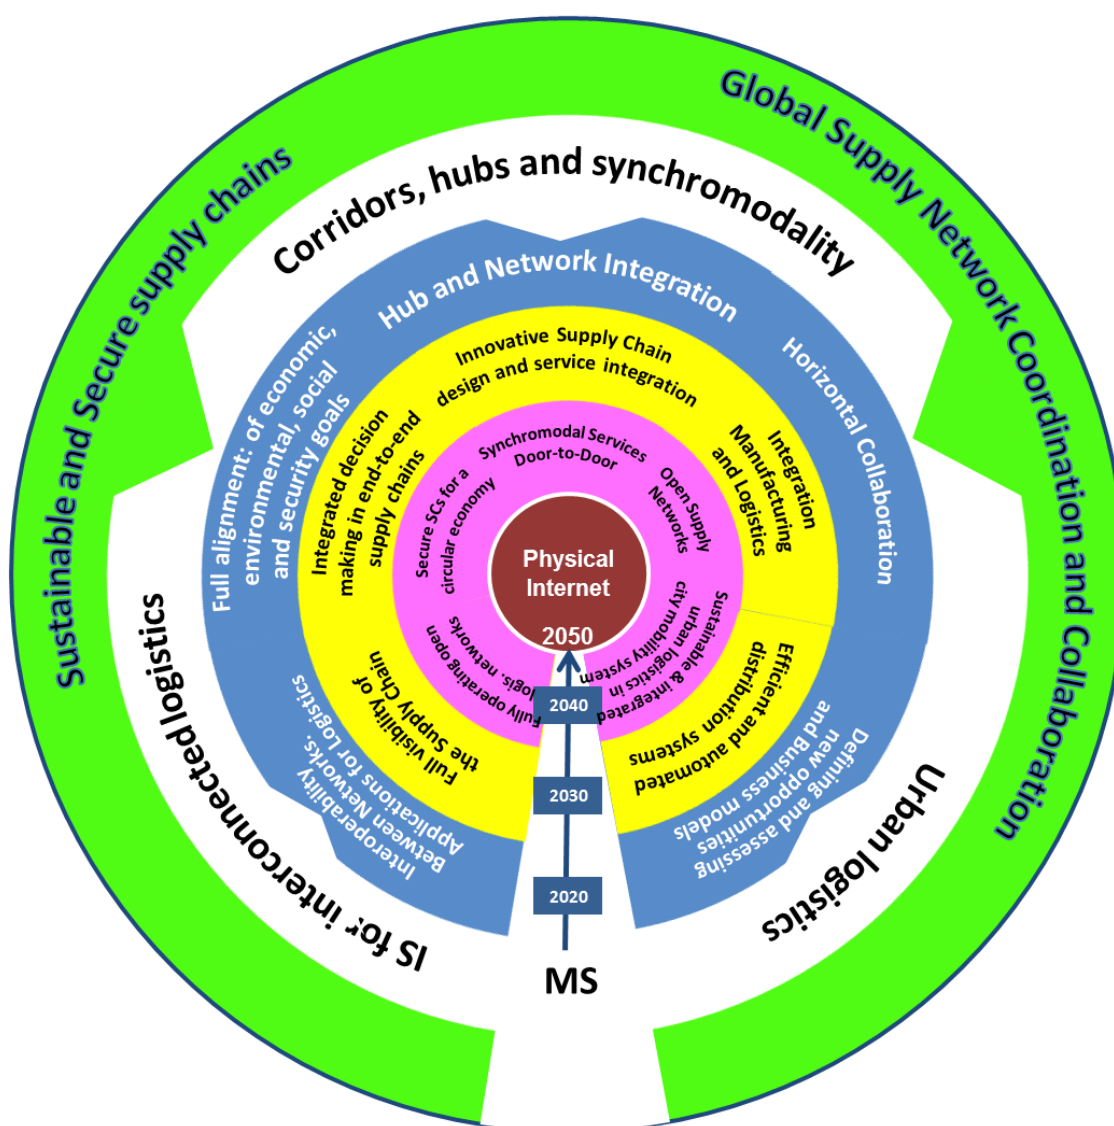 Global Supply Network Coordination and Collaboration
Sustainable and Secure supply chains
Corridors, hubs and synchromodality
IS for interconnected logistics
Urban logistics
Hub and Network Integration
Full alignment: of economic,
environmental, social
and security goals
Horizontal Collaboration
Interoperability
Between Networks.
Applications for Logistics
Defining and assessing
new opportunities
and Business models
Innovative Supply Chain
design and service integration
Integrated decision
making in end-to-end
supply chains
Integration
Manufacturing
and Logistics
Full visibility of
the Supply Chain
Efficient and automated
distribution systems
Synchromodal Services
Door-to-Door
Secure SCs for a
circular economy
Open Supply
Networks
Fully operating open
logis. networks
Sustainable & integrated
urban logistics in
city mobility system
Physical
Internet
2050
2040
2030
2020
MS